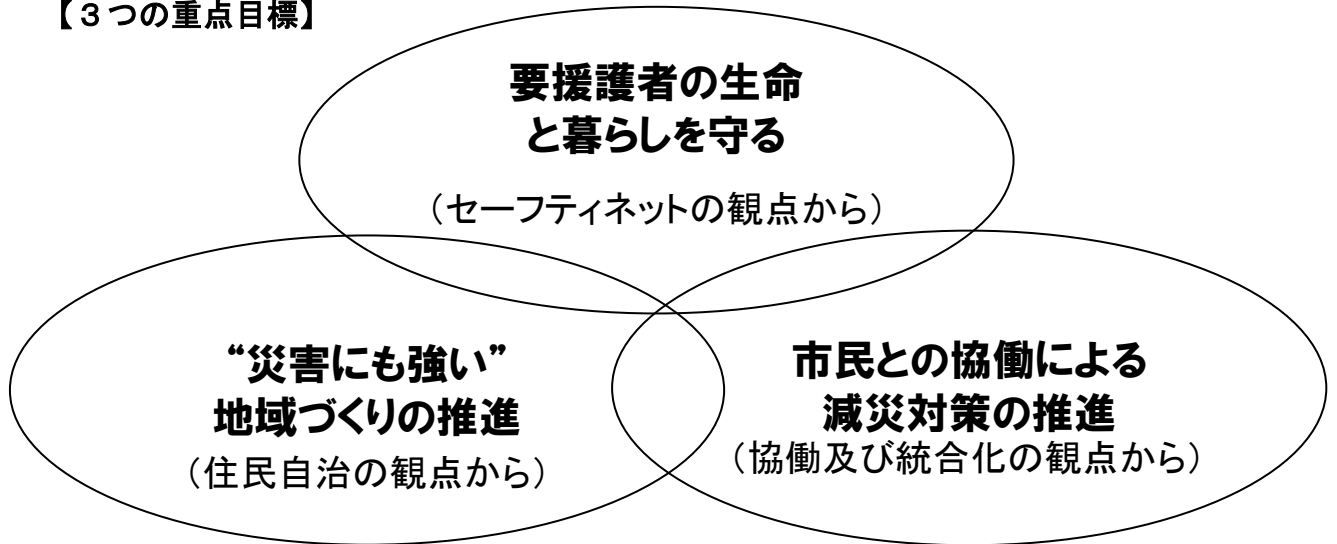 【３つの重点目標】
要援護者の生命
と暮らしを守る
（セーフティネットの観点から）
“災害にも強い”
地域づくりの推進
（住民自治の観点から）
市民との協働による
減災対策の推進
（協働及び統合化の観点から）